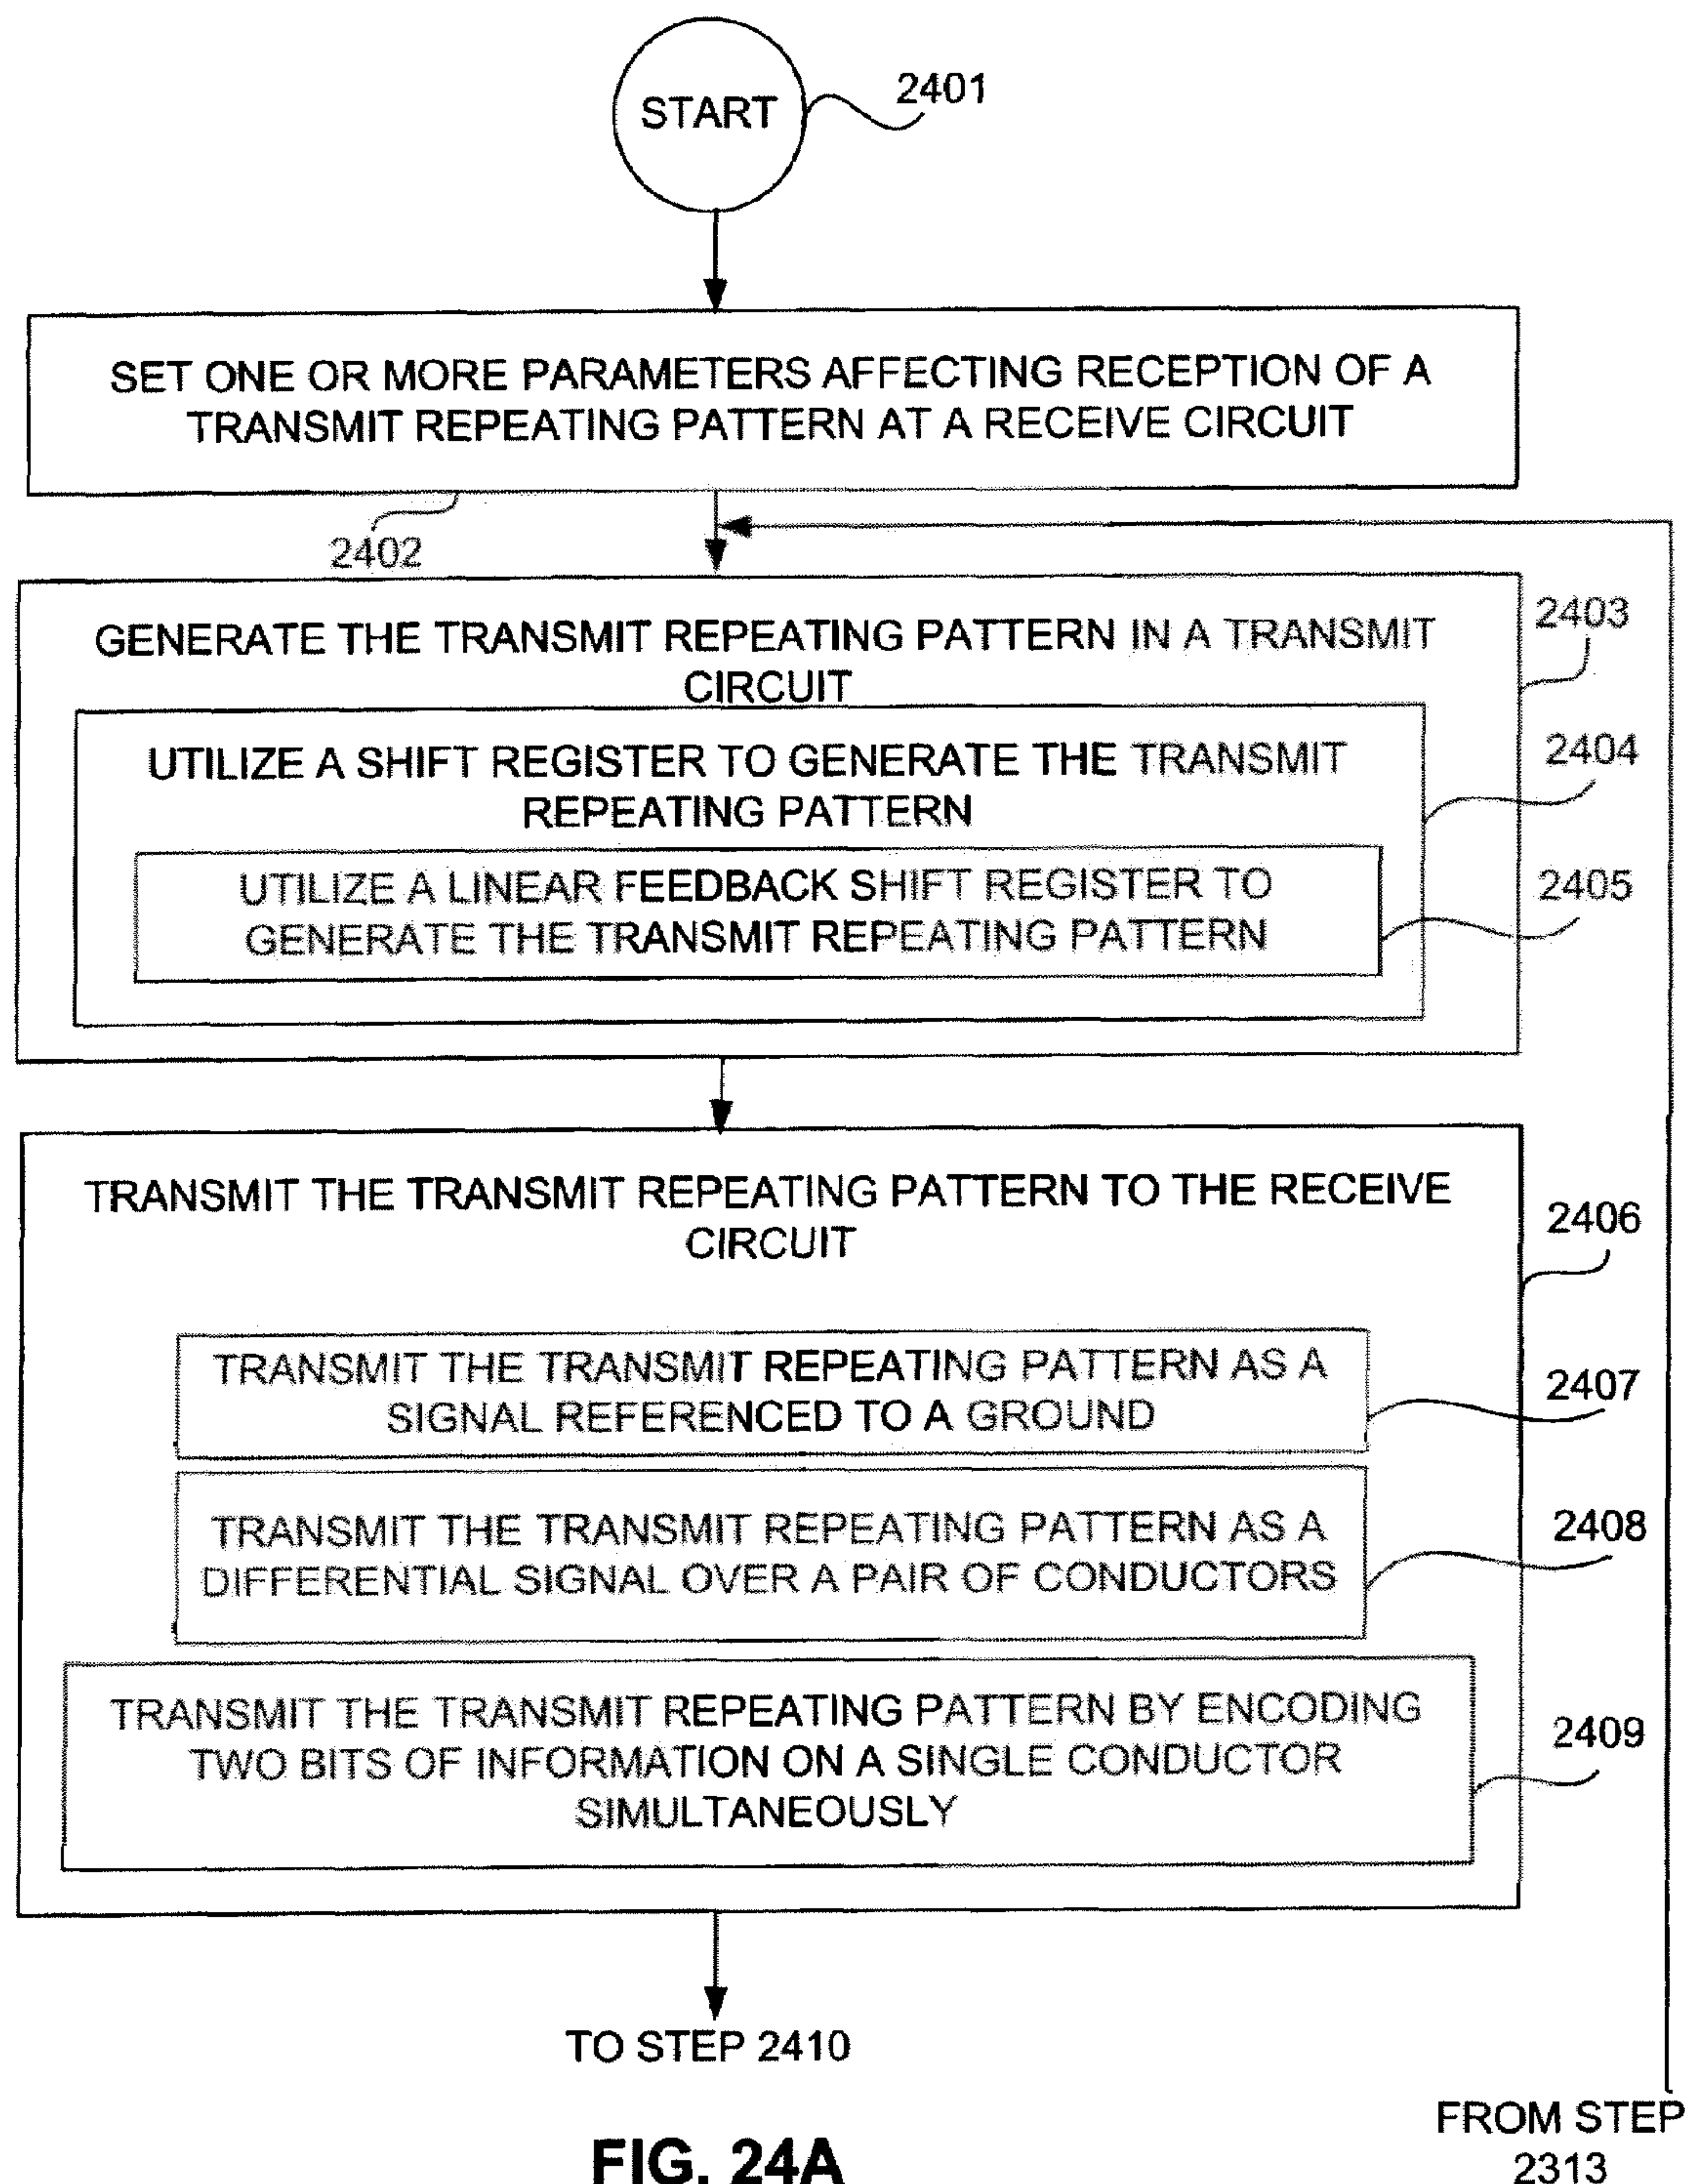 START
2401
SET ONE OR MORE PARAMETERS AFFECTING RECEPTION OF A
TRANSMIT REPEATING PATTERN AT A RECEIVE CIRCUIT
2402
GENERATE THE TRANSMIT REPEATING PATTERN IN A TRANSMIT
CIRCUIT
2403
UTILIZE A SHIFT REGISTER TO GENERATE THE TRANSMIT
REPEATING PATTERN
2404
UTILIZE A LINEAR FEEDBACK SHIFT REGISTER TO
GENERATE THE TRANSMIT REPEATING PATTERN
2405
TRANSMIT THE TRANSMIT REPEATING PATTERN TO THE RECEIVE
CIRCUIT
2406
TRANSMIT THE TRANSMIT REPEATING PATTERN AS A
SIGNAL REFERENCED TO A GROUND
2407
TRANSMIT THE TRANSMIT REPEATING PATTERN AS A
DIFFERENTIAL SIGNAL OVER A PAIR OF CONDUCTORS
2408
TRANSMIT THE TRANSMIT REPEATING PATTERN BY ENCODING
TWO BITS OF INFORMATION ON A SINGLE CONDUCTOR
SIMULTANEOUSLY
2409
TO STEP 2410
FROM STEP
2313
FIG. 24A